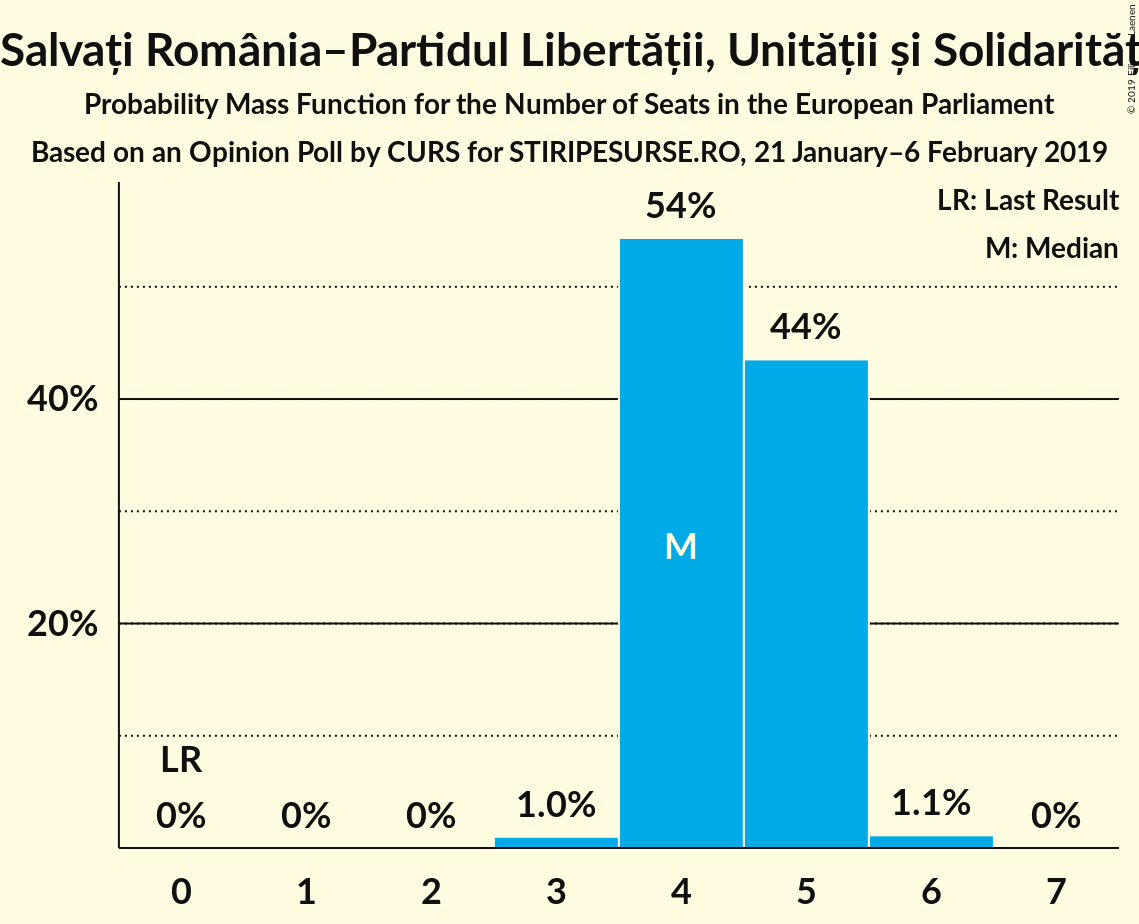 Salvați România–Partidul Libertății, Unității și Solidarităț
Probability Mass Function for the Number of Seats in the European Parliament
Based on an Opinion Poll by CURS for STIRIPESURSE.RO, 21 January–6 February 2019
© 2019
LR: Last Result
M: Median
54%
44%
40%
M
20%
LR
0% 0% 0% 1.0% 1.1% 0%
0 1 2 3 4 5 6 7